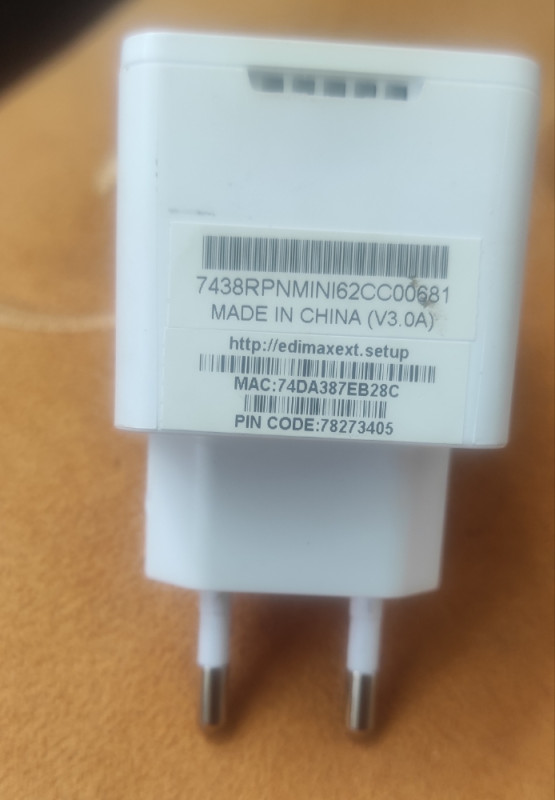 7438RPNMINI62CC00681
MADE IN CHINA (V3.0A)
http://edimaxext.setup
MAC:74DA387EB28C
PIN CODE:78273405